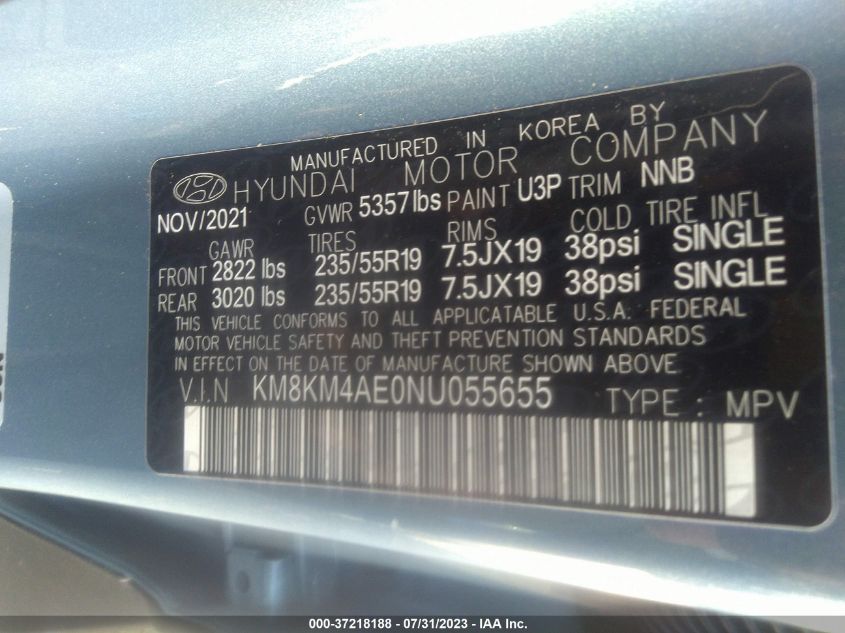 MANUFACTURED IN KOREA BY
HYUNDAI MOTOR COMPANY
NOV/2021 GVWR 5357lbs PAINT U3P TRIM NNB
GAWR TIRES RIMS COLD TIRE INFL
FRONT 2822 lbs 235/55R19 7.5JX19 38psi SINGLE
REAR 3020 lbs 235/55R19 7.5JX19 38psi SINGLE
THIS VEHICLE CONFORMS TO ALL APPLICATABLE U.S.A. FEDERAL
MOTOR VEHICLE SAFETY AND THEFT PREVENTION STANDARDS
IN EFFECT ON THE DATE OF MANUFACTURE SHOWN ABOVE.
V.I.N KM8KM4AE0NU055655 TYPE : MPV
000-37218188 - 07/31/2023 - IAA Inc.